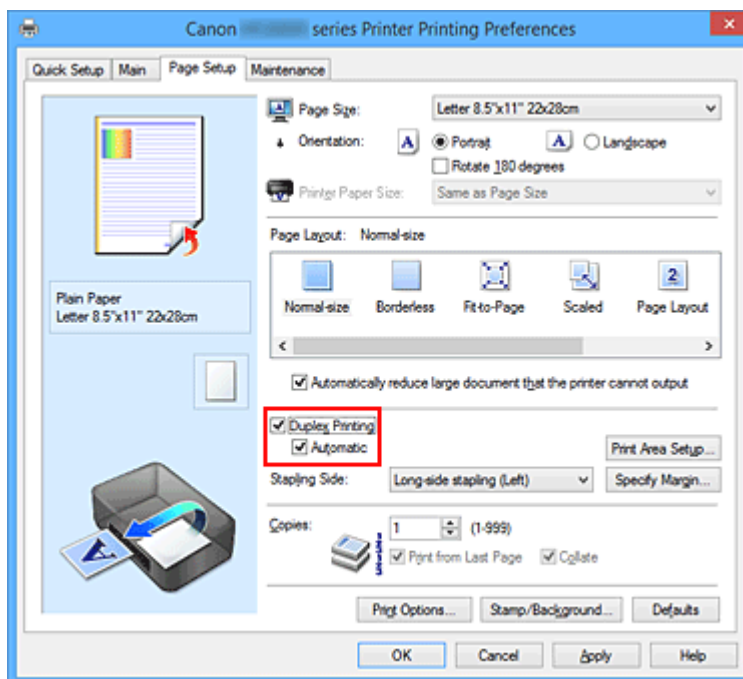 Canon series Printer Printing Preferences
Quick Setup Main Page Setup Maintenance
Page Size: Letter 8.5"x11" 22x28cm
Orientation: A Portrait A Landscape
Rotate 180 degrees
Printer Paper Size: Same as Page Size
Page Layout: Normal-size
Plain Paper
Letter 8.5"x11" 22x28cm
2
Normal-size Borderless Fit-to-Page Scaled Page Layout
Automatically reduce large document that the printer cannot output
Duplex Printing
Automatic
Print Area Setup...
Stapling Side: Long-side stapling (Left) Specify Margin...
Copies: 1 (1-999)
Print from Last Page Collate
A
Print Options... Stamp/Background... Defaults
OK Cancel Apply Help